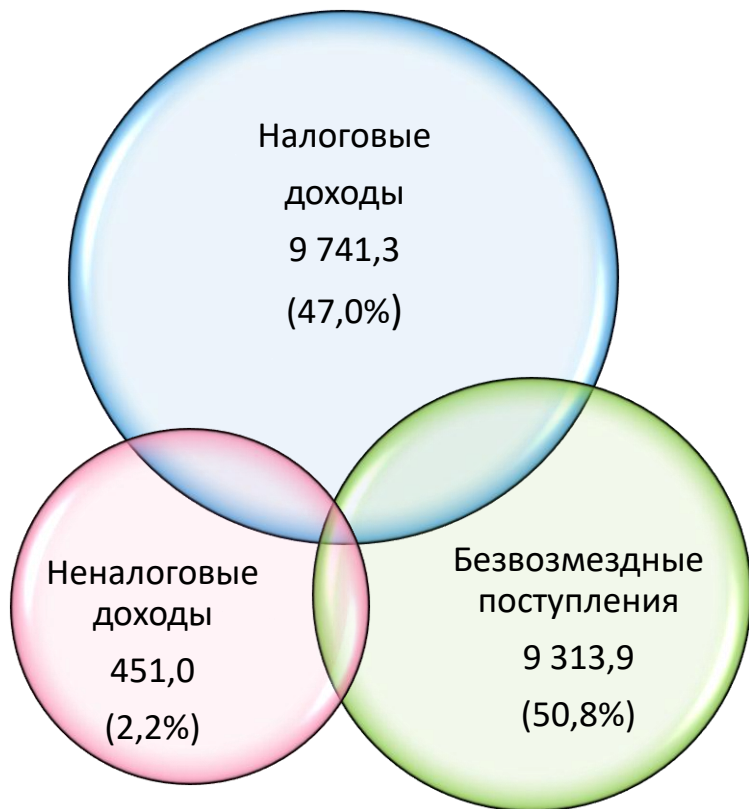 Налоговые
доходы
9 741,3
(47,0%)
Неналоговые
доходы
451,0
(2,2%)
Безвозмездные
поступления
9 313,9
(50,8%)